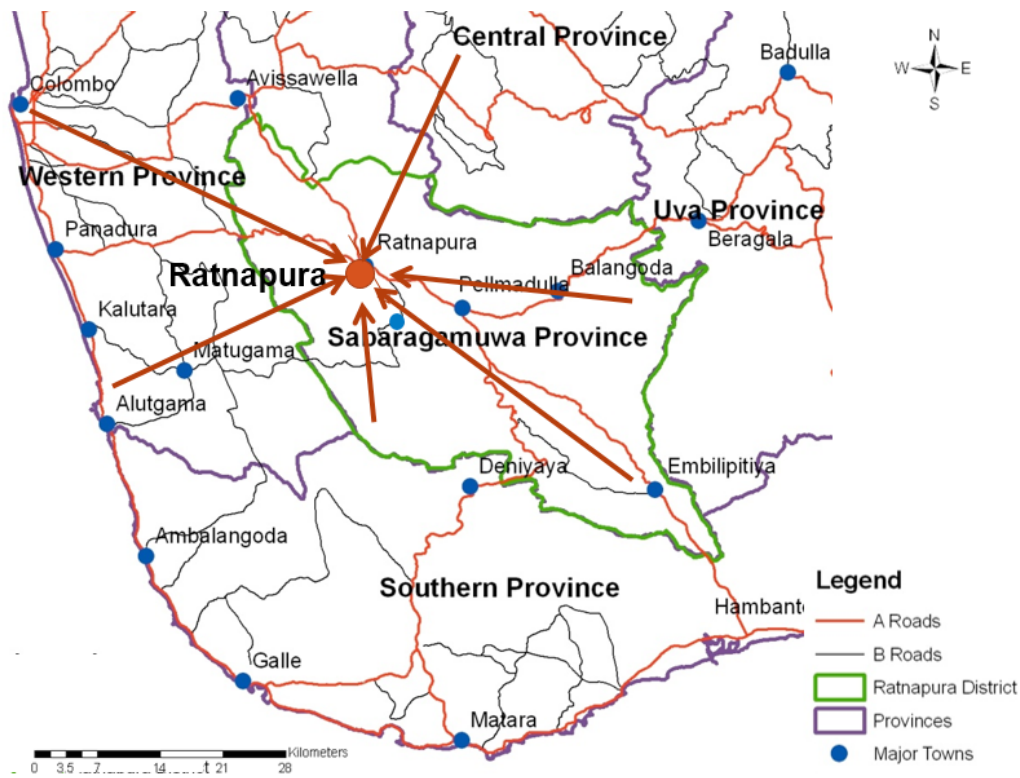 Central Province
N
Badulla
W E
S
Colombo
Avissawella
Western Province
Uva Province
Panadura
Ratnapura
Beragala
Ratnapura
Balangoda
Pellmadulla
Kalutara
Sabaragamuwa Province
Matugama
Alutgama
Deniyaya
Embilipitiya
Ambalangoda
Southern Province
Legend
Hambant
A Roads
B Roads
Galle
Ratnapura District
Matara
Provinces
Major Towns
Kilometers
0 3.5 7 14 21 28